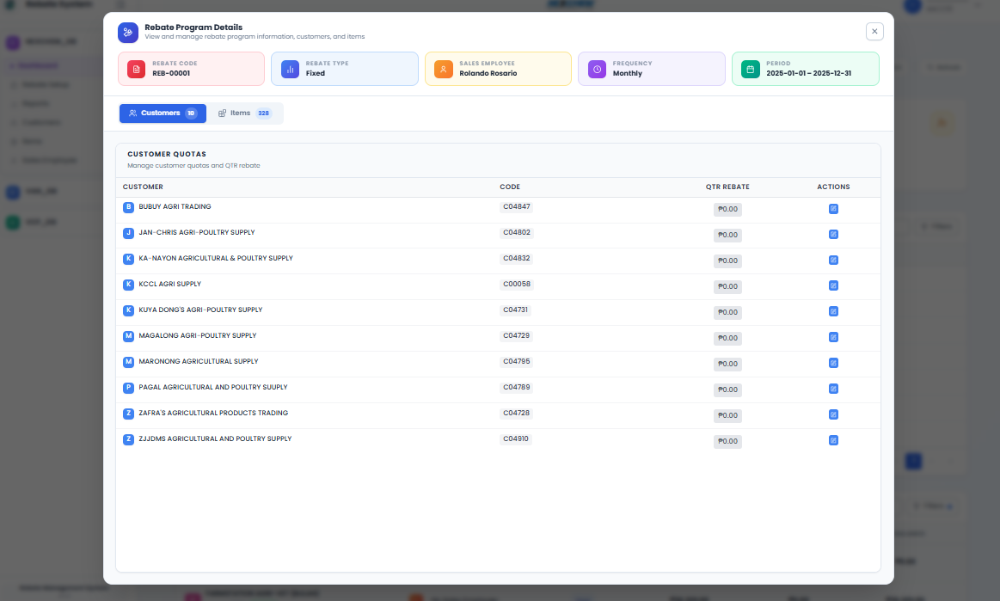 Rebate System
Rebate Program Details
View and manage rebate program information, customers, and items
REBATE CODE
REB-00001
REBATE TYPE
Fixed
SALES EMPLOYEE
Rolando Rosario
FREQUENCY
Monthly
PERIOD
2025-01-01 – 2025-12-31
Customers 10
Items 328
CUSTOMER QUOTAS
Manage customer quotas and QTR rebate
CUSTOMER CODE QTR REBATE ACTIONS
B BUBUY AGRI TRADING C04847 ₱0.00
J JAN-CHRIS AGRI-POULTRY SUPPLY C04802 ₱0.00
K KA-NAYON AGRICULTURAL & POULTRY SUPPLY C04832 ₱0.00
K KCCL AGRI SUPPLY C00058 ₱0.00
K KUYA DONG'S AGRI-POULTRY SUPPLY C04731 ₱0.00
M MAGALONG AGRI-POULTRY SUPPLY C04729 ₱0.00
M MARONONG AGRICULTURAL SUPPLY C04795 ₱0.00
P PAGAL AGRICULTURAL AND POULTRY SUUPLY C04789 ₱0.00
Z ZAFRA'S AGRICULTURAL PRODUCTS TRADING C04728 ₱0.00
Z ZJJDMS AGRICULTURAL AND POULTRY SUPPLY C04910 ₱0.00